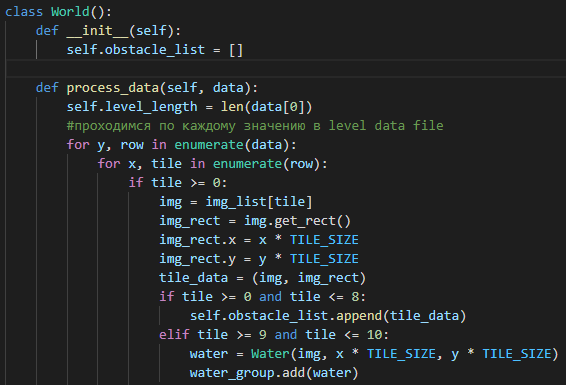 class World():
    def __init__(self):
        self.obstacle_list = []

    def process_data(self, data):
        self.level_length = len(data[0])
        #проходимся по каждому значению в level data file
        for y, row in enumerate(data):
            for x, tile in enumerate(row):
                if tile >= 0:
                    img = img_list[tile]
                    img_rect = img.get_rect()
                    img_rect.x = x * TILE_SIZE
                    img_rect.y = y * TILE_SIZE
                    tile_data = (img, img_rect)
                    if tile >= 0 and tile <= 8:
                        self.obstacle_list.append(tile_data)
                    elif tile >= 9 and tile <= 10:
                        water = Water(img, x * TILE_SIZE, y * TILE_SIZE)
                        water_group.add(water)